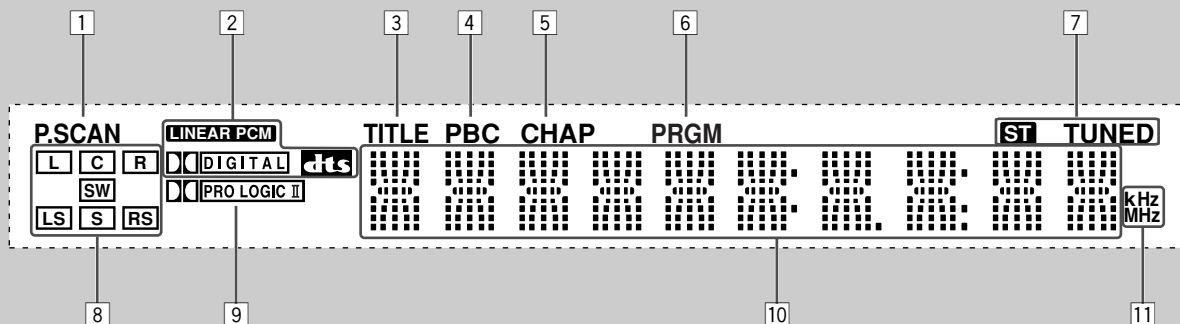 1 2 3 4 5 6 7
P.SCAN LINEAR PCM TITLE PBC CHAP PRGM ST TUNED
L C R DIGITAL dts
SW PRO LOGIC II
LS S RS
kHz
MHz
8 9 10 11